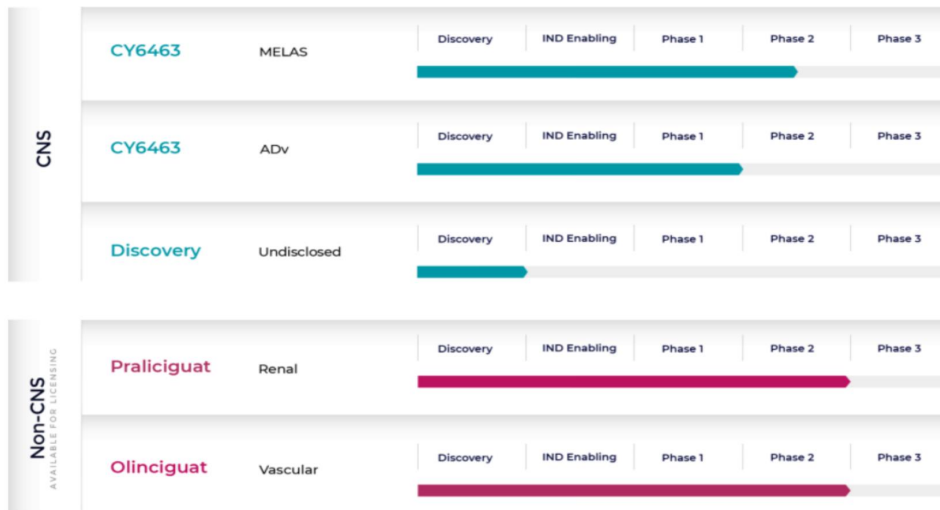 CNS
CY6463
MELAS
Discovery IND Enabling Phase 1 Phase 2 Phase 3
CY6463
ADv
Discovery IND Enabling Phase 1 Phase 2 Phase 3
Discovery
Undisclosed
Discovery IND Enabling Phase 1 Phase 2 Phase 3
Non-CNS
AVAILABLE FOR LICENSING
Praliciguat
Renal
Discovery IND Enabling Phase 1 Phase 2 Phase 3
Olinciguat
Vascular
Discovery IND Enabling Phase 1 Phase 2 Phase 3